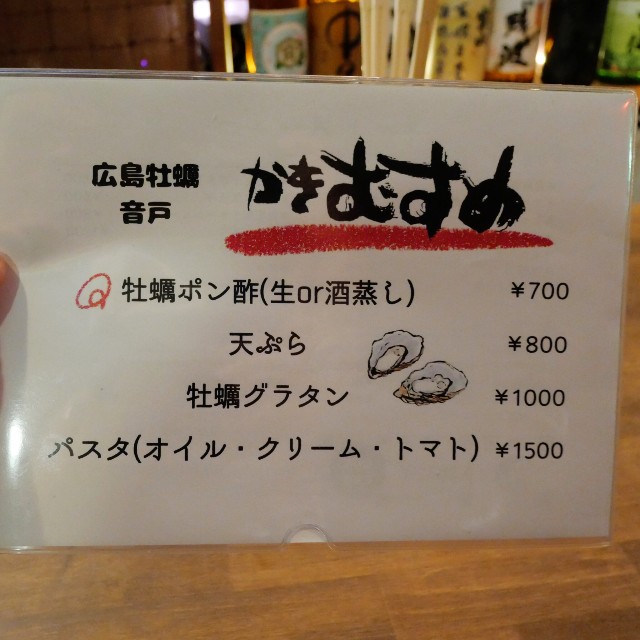 広島牡蠣
音戸
かきむすめ
牡蠣ポン酢(生or酒蒸し) ¥700
天ぷら ¥800
牡蠣グラタン ¥1000
パスタ(オイル・クリーム・トマト) ¥1500